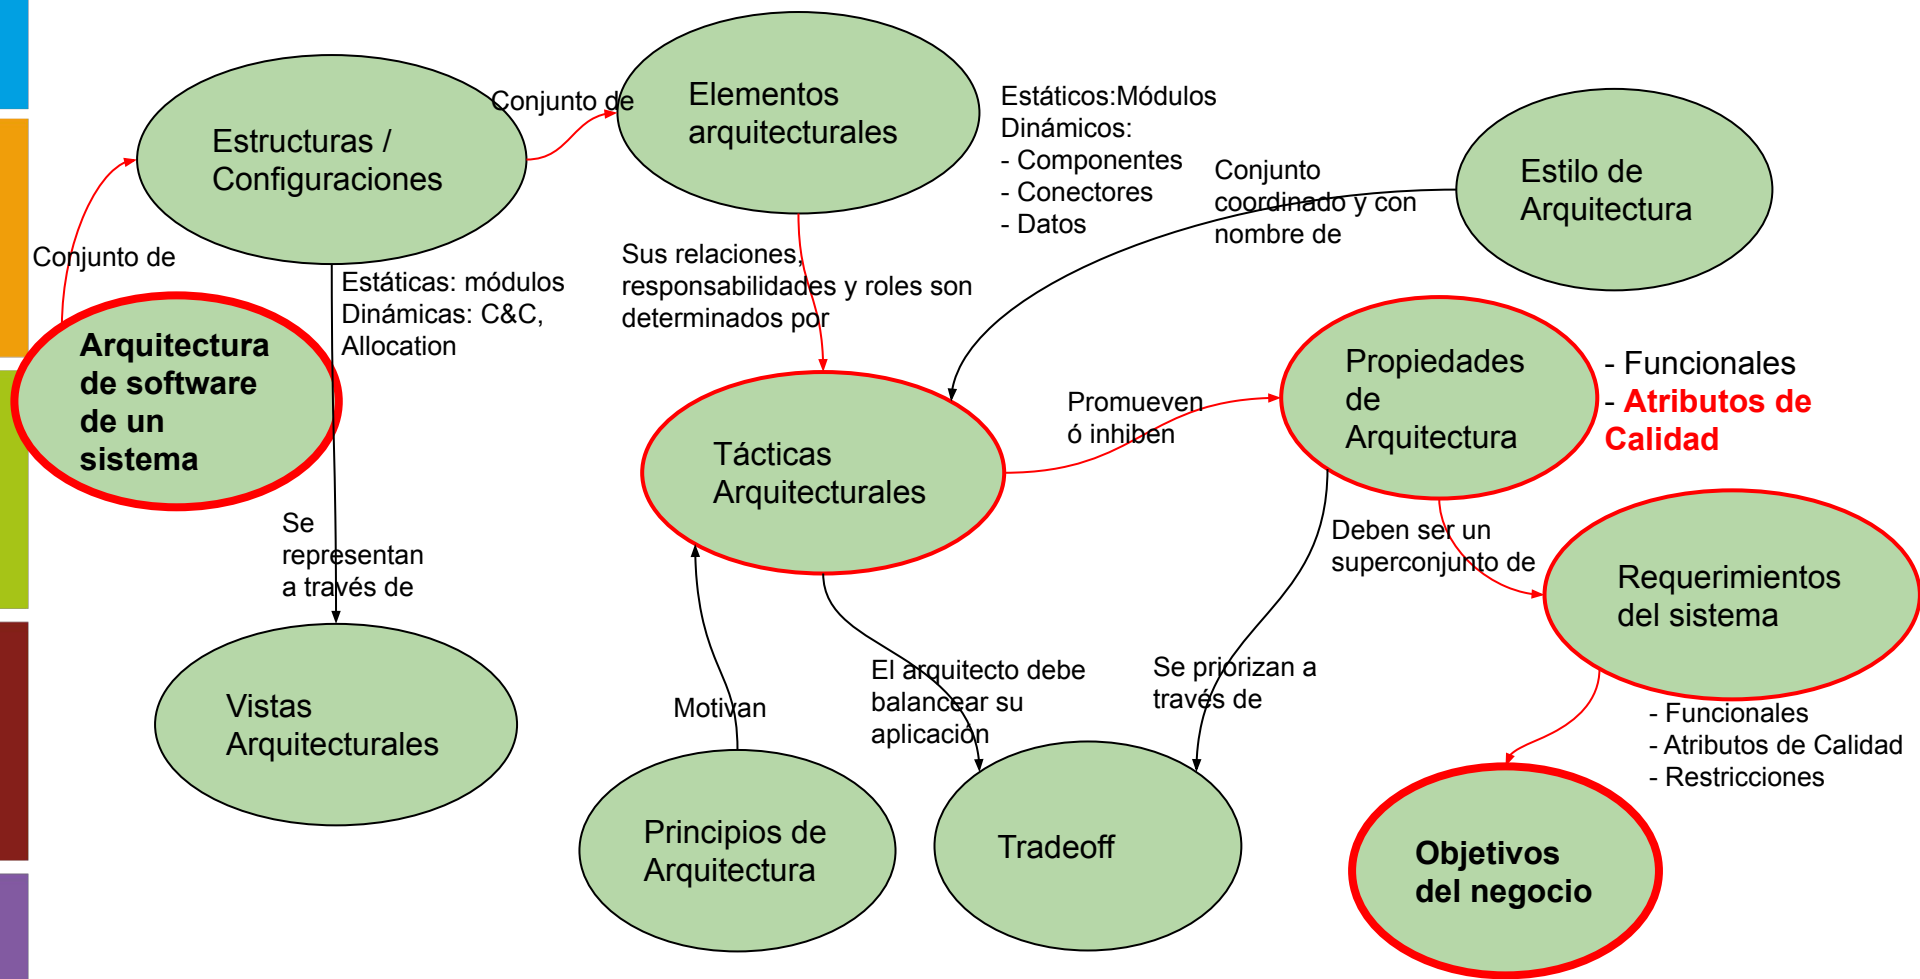 Conjunto de
Elementos
arquitecturales
Estáticos:Módulos
Dinámicos:
- Componentes
- Conectores
- Datos
Estructuras /
Configuraciones
Conjunto
coordinado y con
nombre de
Estilo de
Arquitectura
Conjunto de
Sus relaciones,
responsabilidades y roles son
determinados por
Estáticas: módulos
Dinámicas: C&C,
Allocation
Arquitectura
de software
de un
sistema
Propiedades
de
Arquitectura
- Funcionales
- Atributos de
Calidad
Promueven
ó inhiben
Tácticas
Arquitecturales
Se
representan
a través de
Deben ser un
superconjunto de
Requerimientos
del sistema
El arquitecto debe
balancear su
aplicación
Se priorizan a
través de
Motivan
Vistas
Arquitecturales
- Funcionales
- Atributos de Calidad
- Restricciones
Principios de
Arquitectura
Tradeoff
Objetivos
del negocio